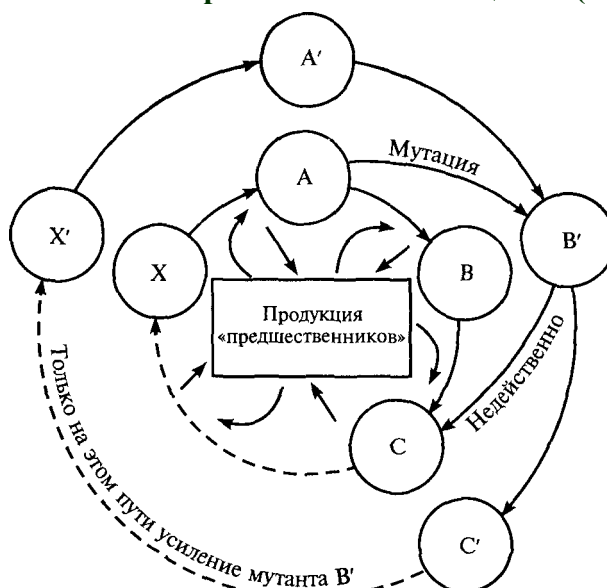 A'
A
Мутация
X'
X
B
B'
Продукция
«предшественников»
Недейственно
C
C'
Только на этом пути усиление мутанта B'